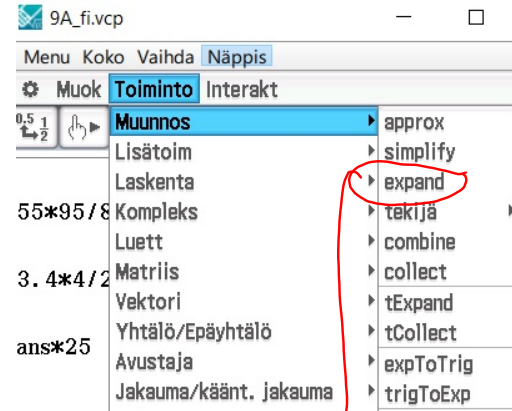 9A_fi.vcp
Menu Koko Vaihda Näppis
Muok Toiminto Interakt
0.5 1 2
Muunnos
Lisätoim
Laskenta
Kompleks
Luett
Matriis
Vektori
Yhtälö/Epäyhtälö
Avustaja
Jakauma/käänt. jakauma
approx
simplify
expand
tekijä
combine
collect
tExpand
tCollect
expToTrig
trigToExp
55*95/8
3.4*4/2
ans*25